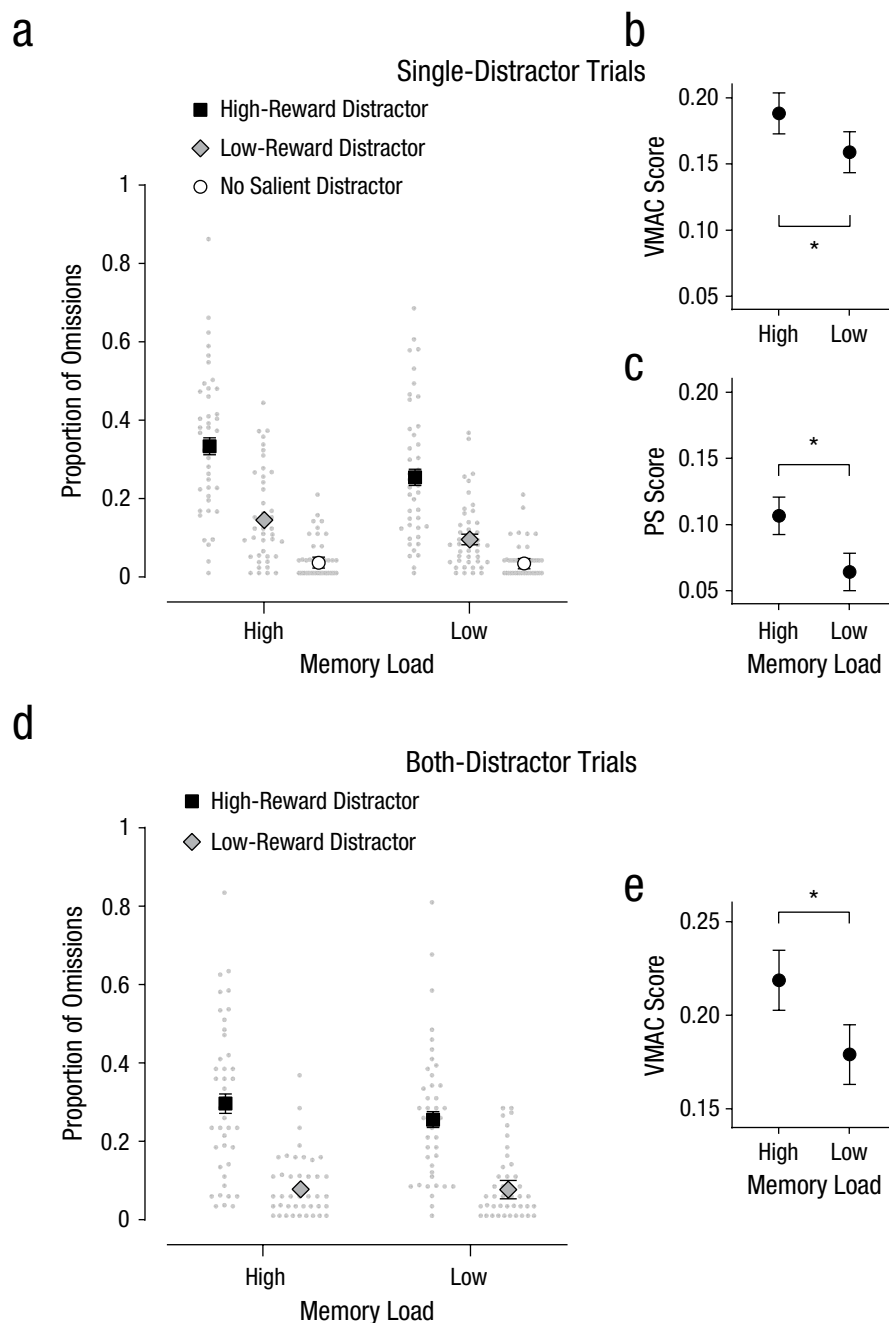 a
Single-Distractor Trials
High-Reward Distractor
Low-Reward Distractor
No Salient Distractor
1
0.8
0.6
0.4
0.2
0
Proportion of Omissions
High Low
Memory Load
b
0.20
0.15
0.10
0.05
VMAC Score
*
High Low
c
0.20
0.15
0.10
0.05
PS Score
*
High Low
Memory Load
d
Both-Distractor Trials
High-Reward Distractor
Low-Reward Distractor
1
0.8
0.6
0.4
0.2
0
Proportion of Omissions
High Low
Memory Load
e
0.25
0.20
0.15
VMAC Score
*
High Low
Memory Load